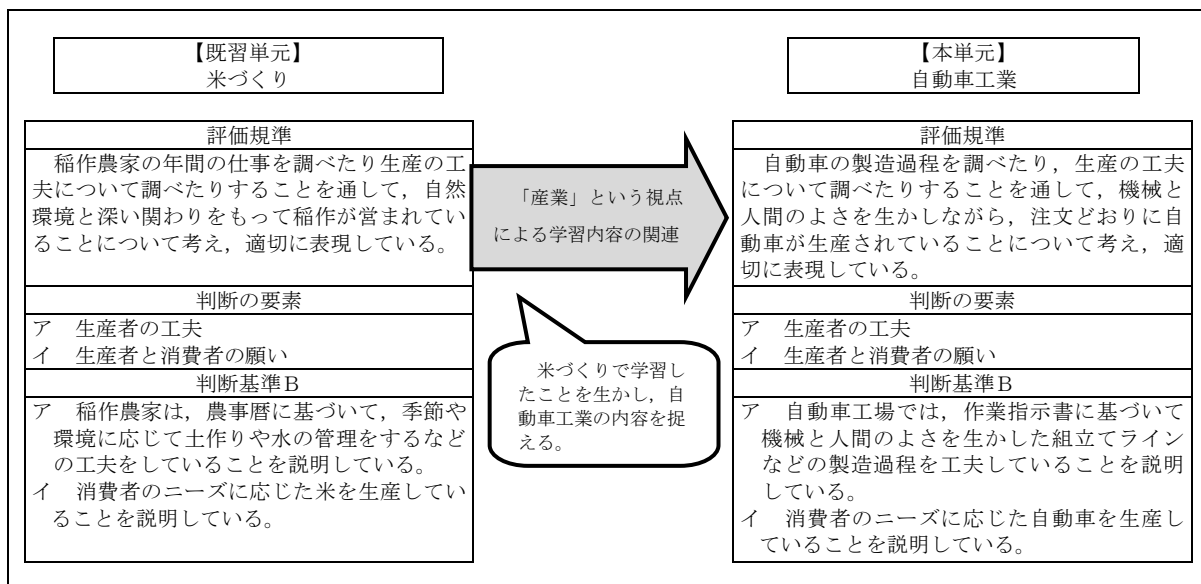 【既習単元】
米づくり
評価規準
稲作農家の年間の仕事を調べたり生産の工
夫について調べたりすることを通して，自然
環境と深い関わりをもって稲作が営まれてい
ることについて考え，適切に表現している。
判断の要素
ア　生産者の工夫
イ　生産者と消費者の願い
判断基準Ｂ
ア　稲作農家は，農事暦に基づいて，季節や
環境に応じて土作りや水の管理をするなど
の工夫をしていることを説明している。
イ　消費者のニーズに応じた米を生産してい
ることを説明している。
「産業」という視点
による学習内容の関連
米づくりで学習し
たことを生かし，自
動車工業の内容を捉
える。
【本単元】
自動車工業
評価規準
自動車の製造過程を調べたり，生産の工夫
について調べたりすることを通して，機械と
人間のよさを生かしながら，注文どおりに自
動車が生産されていることについて考え，適
切に表現している。
判断の要素
ア　生産者の工夫
イ　生産者と消費者の願い
判断基準Ｂ
ア　自動車工場では，作業指示書に基づいて
機械と人間のよさを生かした組立てライン
などの製造過程を工夫していることを説明
している。
イ　消費者のニーズに応じた自動車を生産し
ていることを説明している。